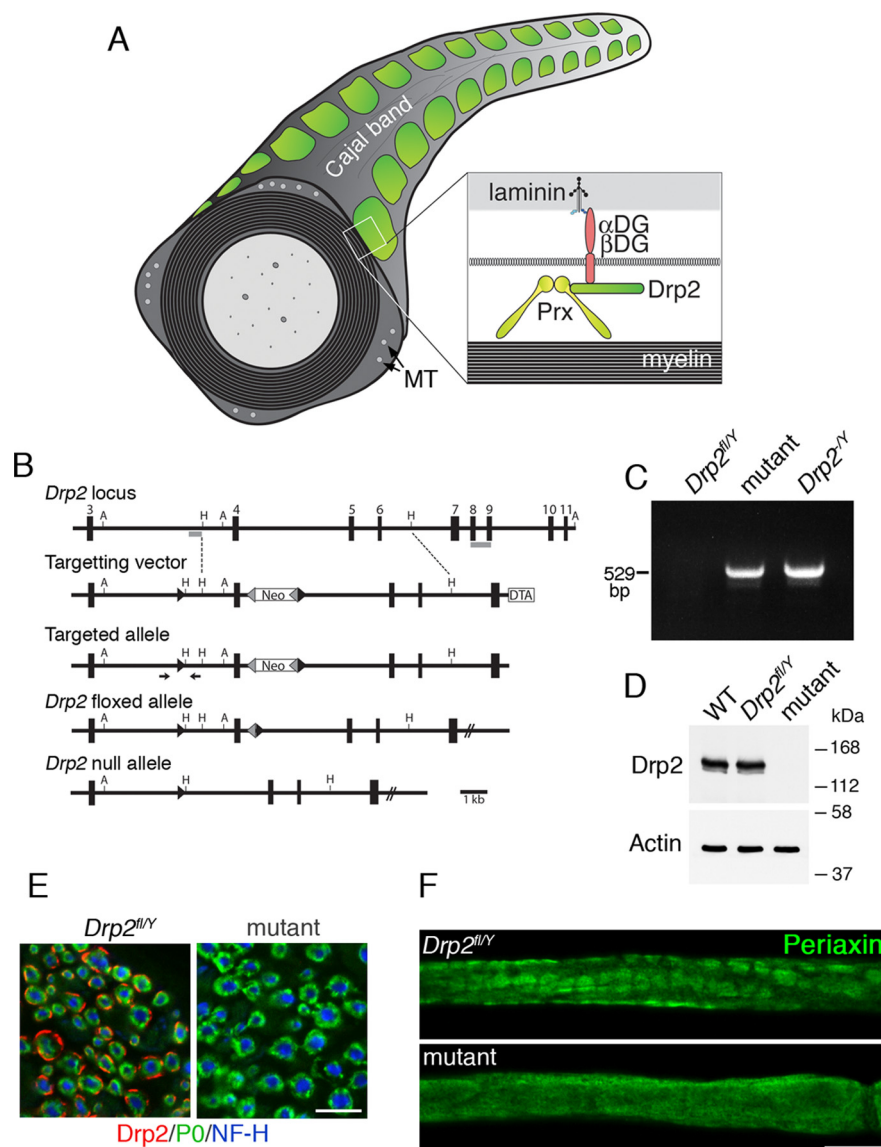 A
Cajal band
laminin
αDG
βDG
Drp2
Prx
myelin
MT
B
Drp2 locus
3 A H 4 5 6 H 7 8 9 10 11 A
Targetting vector
A H H A Neo H DTA
Targeted allele
A H H A Neo H
Drp2 floxed allele
A H H A H
Drp2 null allele
A H H
1 kb
C
Drp2fl/Y mutant Drp2-/Y
529
bp
D
WT Drp2fl/Y mutant kDa
Drp2
168
112
58
Actin
37
E
Drp2fl/Y mutant
Drp2/P0/NF-H
F
Drp2fl/Y Periaxin
mutant